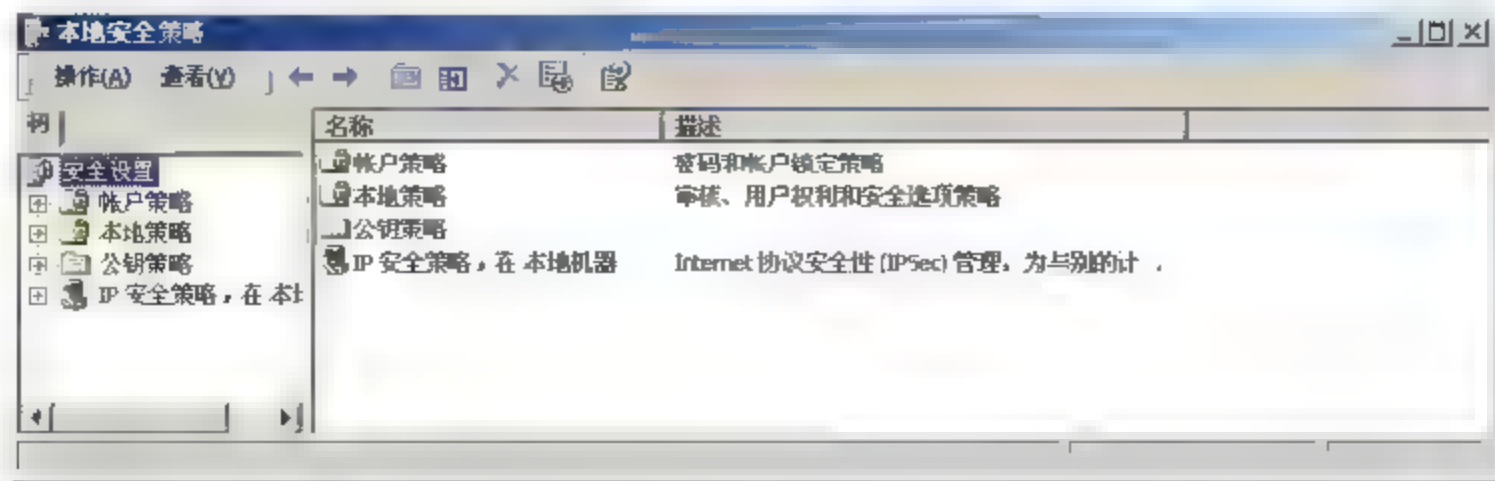 本地安全策略
操作(A) 查看(V)
树
名称 描述
安全设置
帐户策略
本地策略
公钥策略
IP 安全策略，在 本地
帐户策略 密码和帐户锁定策略
本地策略 审核、用户权利和安全选项策略
公钥策略
IP 安全策略，在 本地机器 Internet 协议安全性 (IPSec) 管理。为与别的计